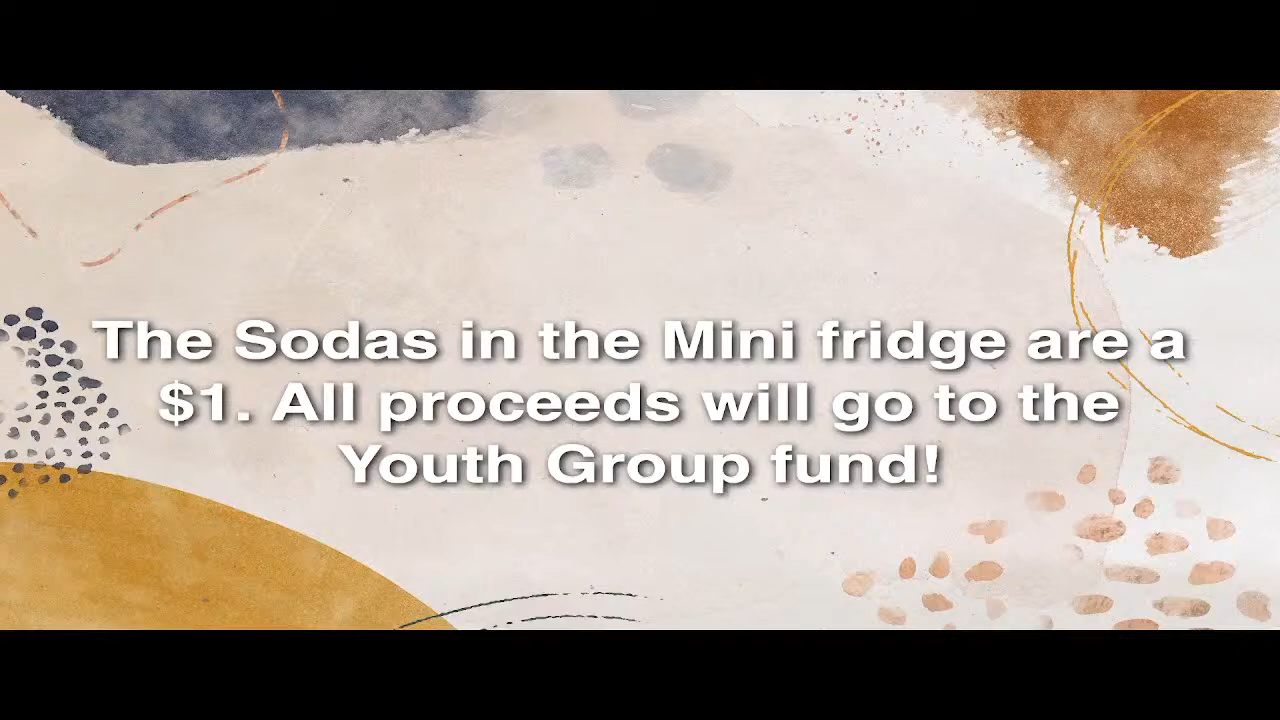 The Sodas in the Mini fridge are a
$1. All proceeds will go to the
Youth Group fund!